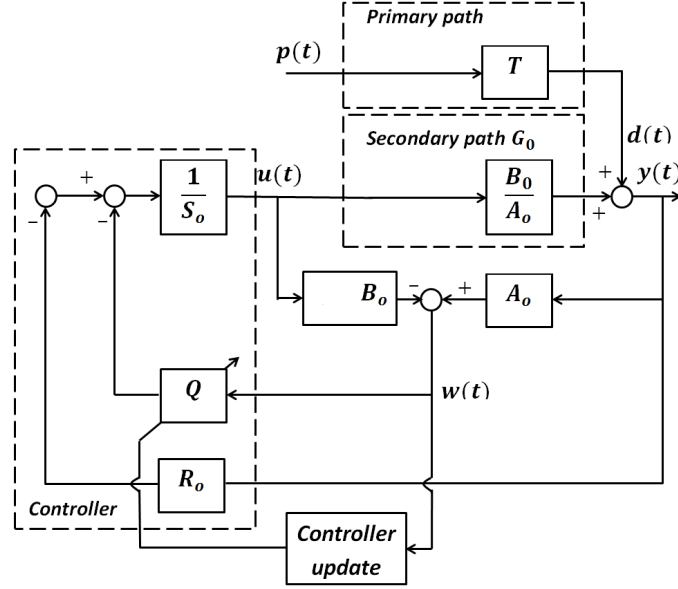 Primary path
p(t)
T
Secondary path G₀
d(t)
+
+ 1
Sₒ
u(t)
B₀
Aₒ
y(t)
−
−
+
Bₒ
−
+
Aₒ
Q
w(t)
Rₒ
−
Controller
Controller
update